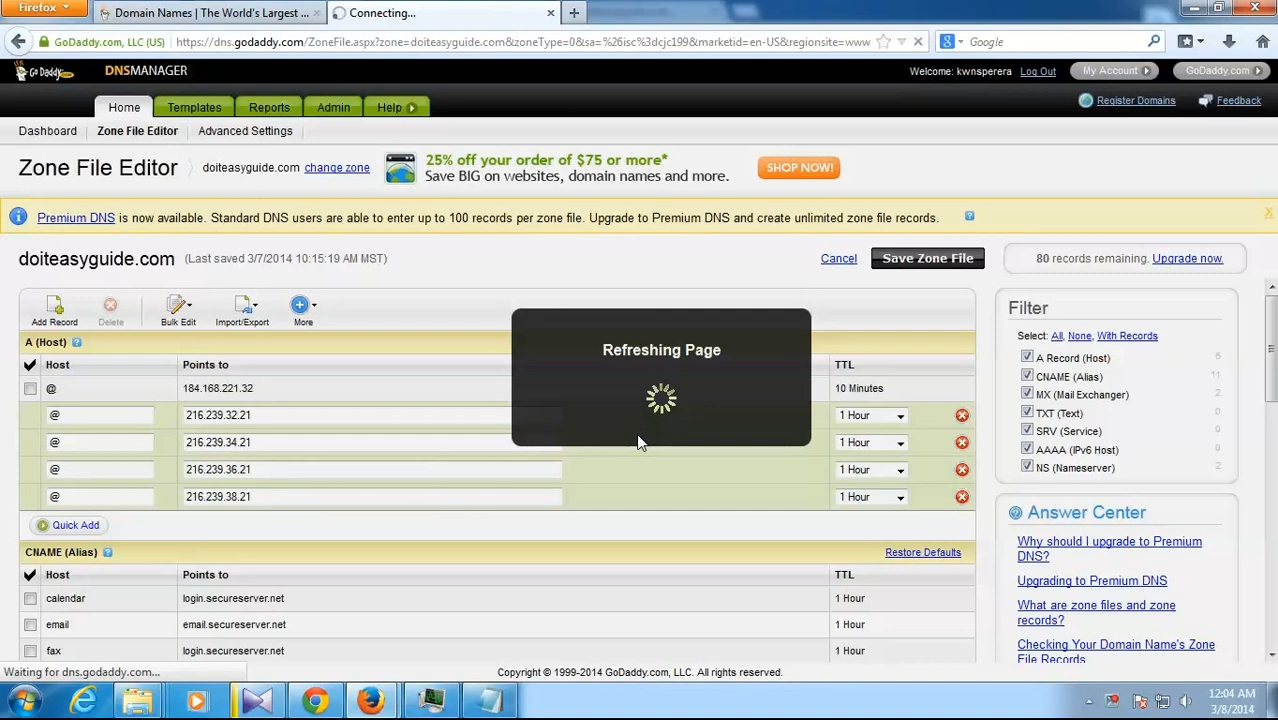 Firefox
Domain Names | The World's Largest ...
Connecting...
GoDaddy.com, LLC (US)
https://dns.godaddy.com/ZoneFile.aspx?zone=doiteasyguide.com&zoneType=0&sa=%26isc%3dcjc199&marketid=en-US&regionsite=www
Google
GoDaddy.com
DNSMANAGER
Welcome: kwnsperera
Log Out
My Account
GoDaddy.com
Home
Templates
Reports
Admin
Help
Register Domains
Feedback
Dashboard
Zone File Editor
Advanced Settings
Zone File Editor
doiteasyguide.com change zone
25% off your order of $75 or more*
Save BIG on websites, domain names and more.
SHOP NOW!
Premium DNS is now available. Standard DNS users are able to enter up to 100 records per zone file. Upgrade to Premium DNS and create unlimited zone file records.
?
X
doiteasyguide.com (Last saved 3/7/2014 10:15:19 AM MST)
Cancel
Save Zone File
80 records remaining. Upgrade now.
Add Record
Delete
Bulk Edit
Import/Export
More
A (Host) ?
Host
Points to
TTL
@
184.168.221.32
10 Minutes
@
216.239.32.21
1 Hour
@
216.239.34.21
1 Hour
@
216.239.36.21
1 Hour
@
216.239.38.21
1 Hour
Quick Add
Refreshing Page
CNAME (Alias) ?
Restore Defaults
Host
Points to
TTL
calendar
login.secureserver.net
1 Hour
email
email.secureserver.net
1 Hour
fax
login.secureserver.net
1 Hour
Filter
Select: All, None, With Records
A Record (Host)
CNAME (Alias)
11
MX (Mail Exchanger)
2
TXT (Text)
0
SRV (Service)
0
AAAA (IPv6 Host)
0
NS (Nameserver)
2
Answer Center
Why should I upgrade to Premium
DNS?
Upgrading to Premium DNS
What are zone files and zone
records?
Checking Your Domain Name's Zone
File Records
Waiting for dns.godaddy.com...
Copyright © 1999-2014 GoDaddy.com, LLC. All rights reserved.
12:04 AM
3/8/2014